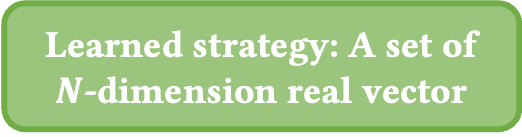 Learned strategy: A set of
N-dimension real vector